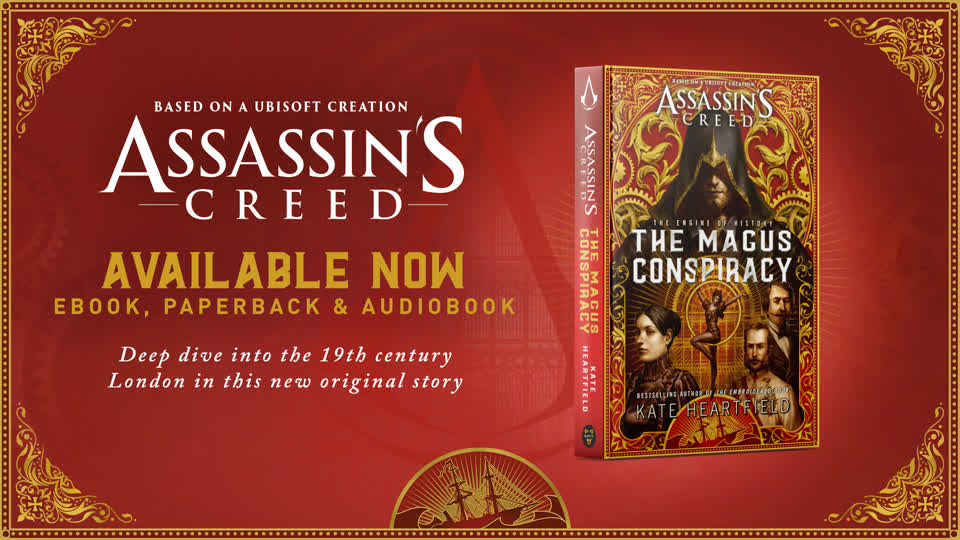 BASED ON A UBISOFT CREATION
ASSASSIN'S
CREED
AVAILABLE NOW
EBOOK, PAPERBACK & AUDIOBOOK
Deep dive into the 19th century
London in this new original story
ASSASSIN'S
CREED
THE MAGUS
CONSPIRACY
KATE
HEARTFIELD
BASED ON A UBISOFT CREATION
ASSASSIN'S
CREED
THE ENGINE OF HISTORY
THE MAGUS
CONSPIRACY
BESTSELLING AUTHOR OF THE
KATE HEARTFIELD